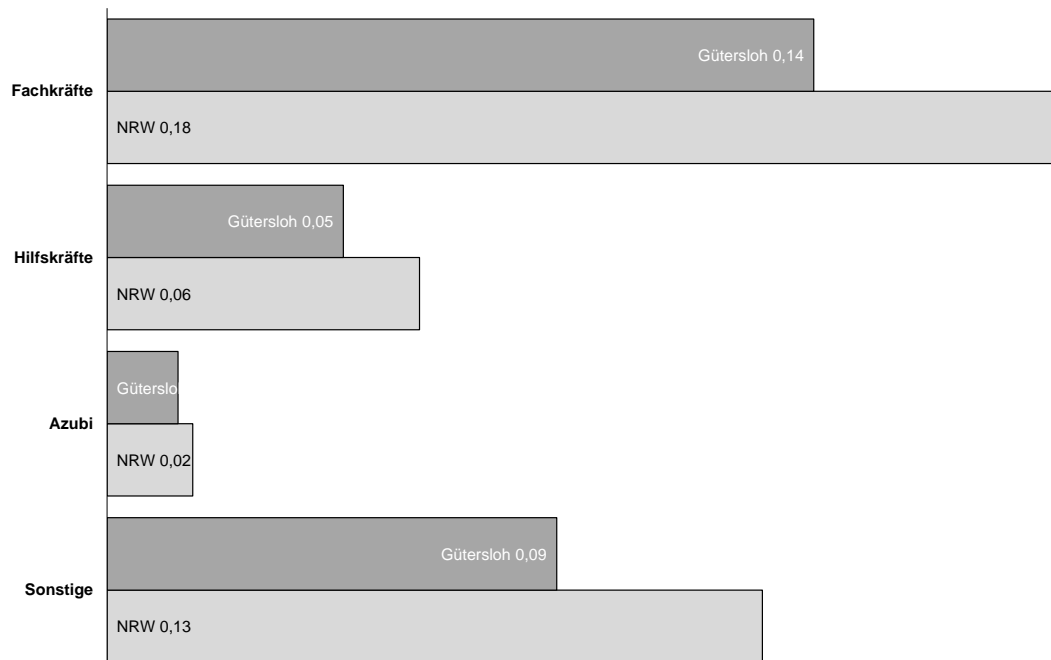 Gütersloh 0,14
Fachkräfte
NRW 0,18
Gütersloh 0,05
Hilfskräfte
NRW 0,06
Azubi
NRW 0,02
Gütersloh 0,09
Sonstige
NRW 0,13